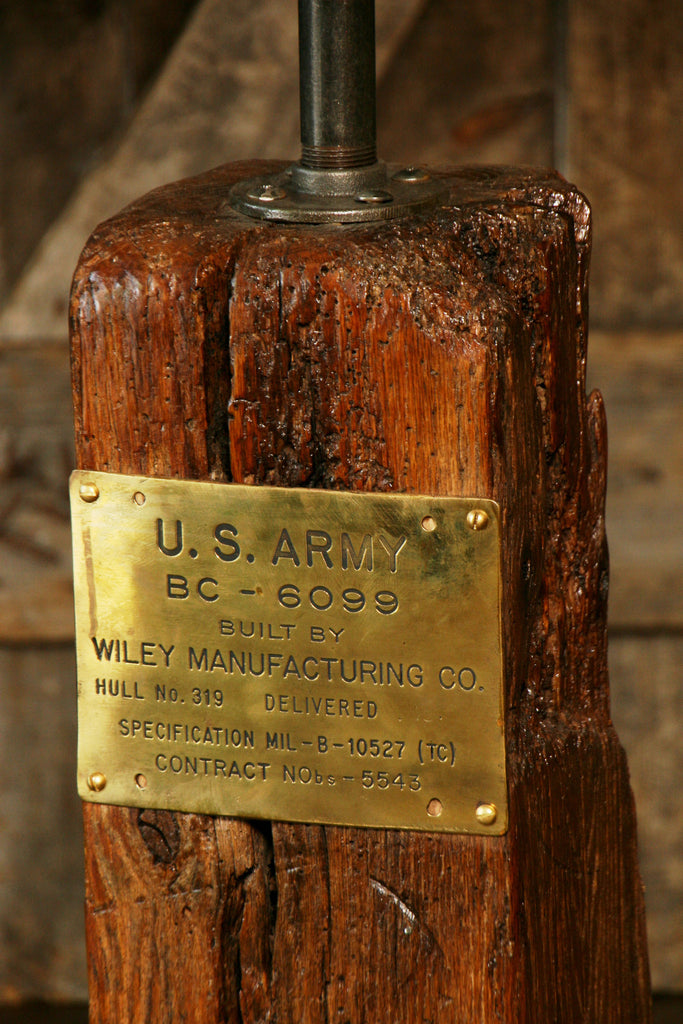 U.S. ARMY
BC - 6099
BUILT BY
WILEY MANUFACTURING CO.
HULL No. 319 DELIVERED
SPECIFICATION MIL-B-10527 (TC)
CONTRACT NObs-5543